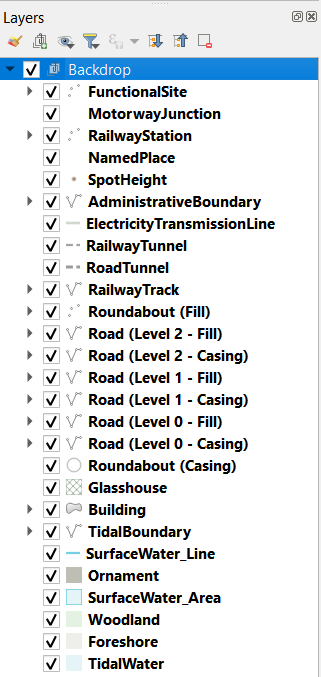 Layers
Backdrop
FunctionalSite
MotorwayJunction
RailwayStation
NamedPlace
SpotHeight
AdministrativeBoundary
ElectricityTransmissionLine
RailwayTunnel
RoadTunnel
RailwayTrack
Roundabout (Fill)
Road (Level 2 - Fill)
Road (Level 2 - Casing)
Road (Level 1 - Fill)
Road (Level 1 - Casing)
Road (Level 0 - Fill)
Road (Level 0 - Casing)
Roundabout (Casing)
Glasshouse
Building
TidalBoundary
SurfaceWater_Line
Ornament
SurfaceWater_Area
Woodland
Foreshore
TidalWater